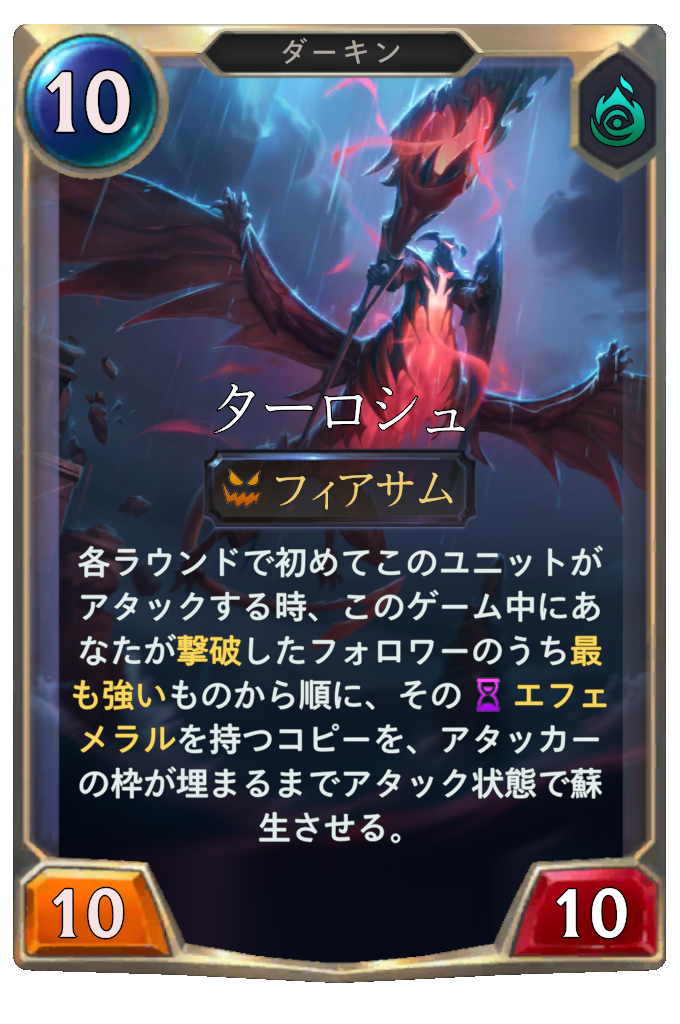 ダーキン
10
ターロシュ
フィアサム
各ラウンドで初めてこのユニットが
アタックする時、このゲーム中にあ
なたが撃破したフォロワーのうち最
も強いものから順に、その エフェ
メラルを持つコピーを、アタッカー
の枠が埋まるまでアタック状態で蘇
生させる。
10
10